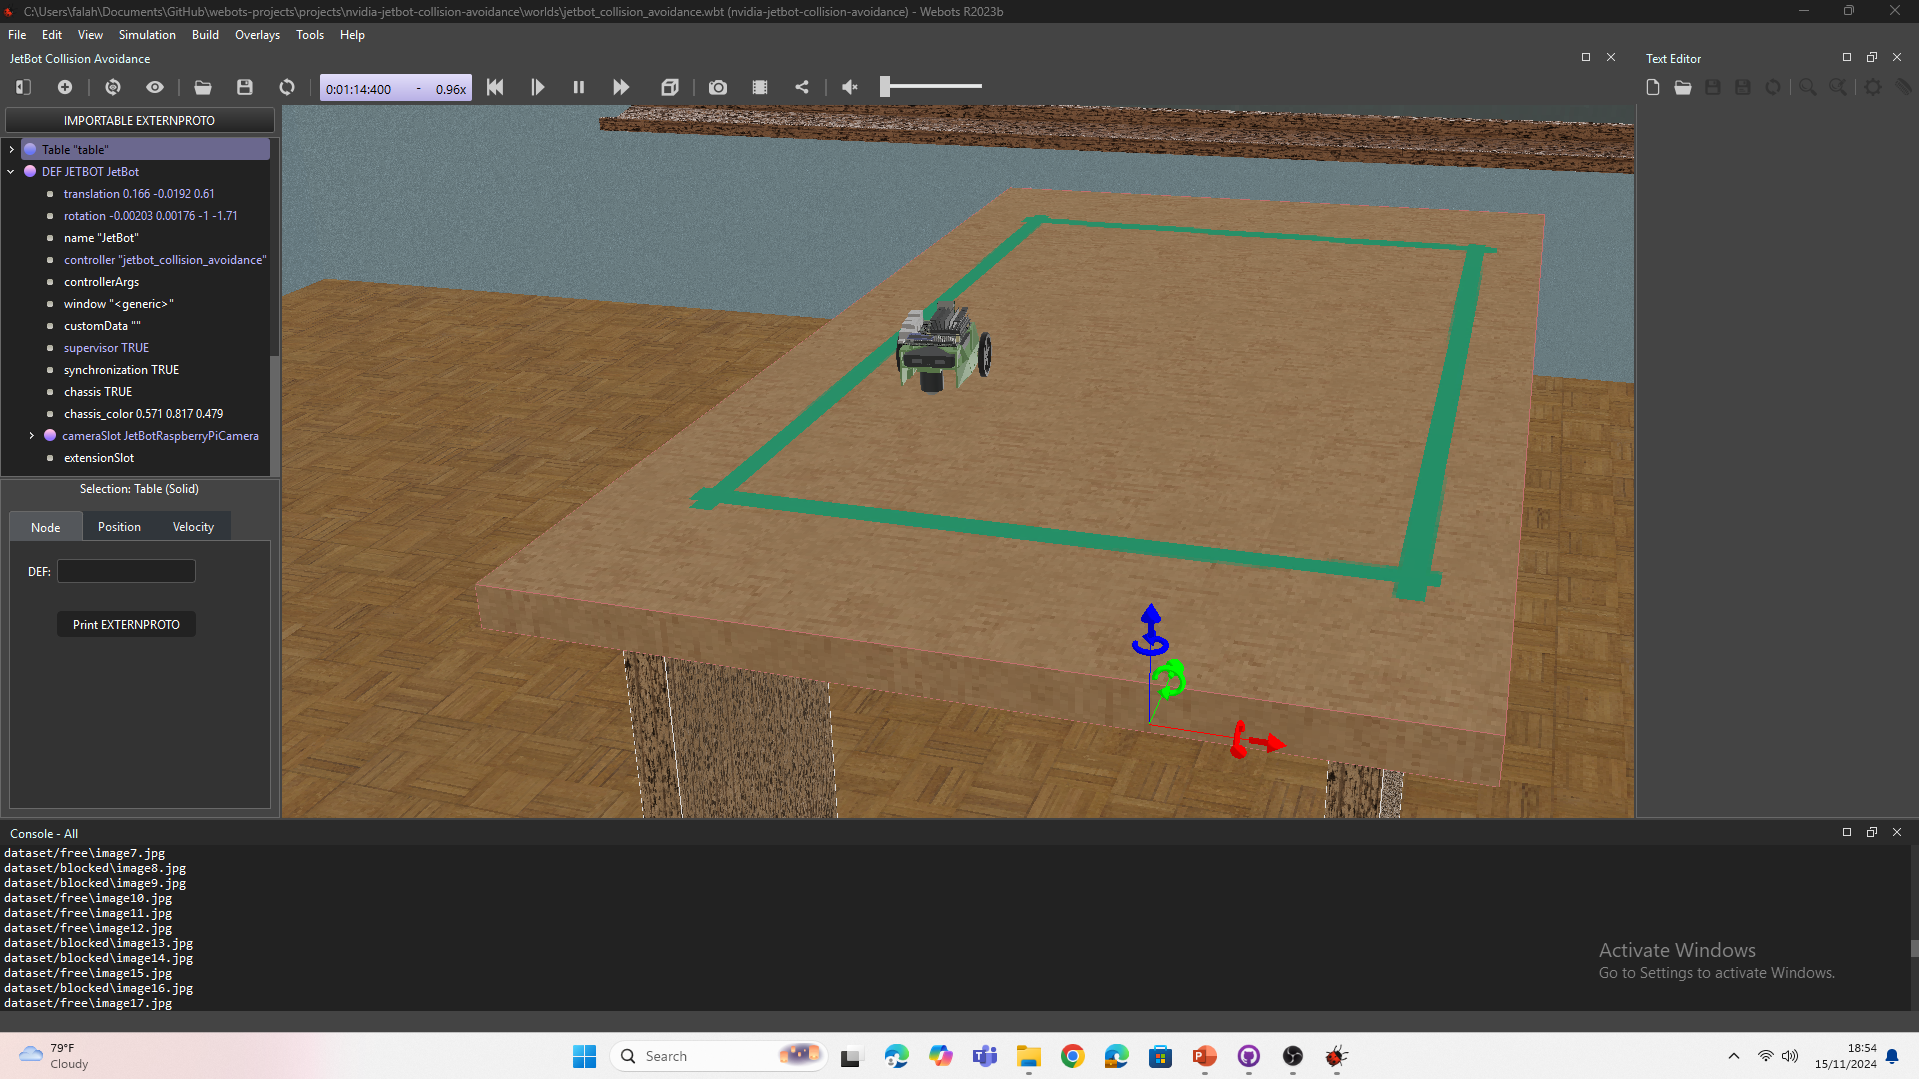 C:\Users\falah\Documents\GitHub\webots-projects\projects\nvidia-jetbot-collision-avoidance\worlds\jetbot_collision_avoidance.wbt (nvidia-jetbot-collision-avoidance) - Webots R2023b
File Edit View Simulation Build Overlays Tools Help
JetBot Collision Avoidance
Text Editor
0:01:14:400 - 0.96x
IMPORTABLE EXTERNPROTO
Table "table"
DEF JETBOT JetBot
translation 0.166 -0.0192 0.61
rotation -0.00203 0.00176 -1 -1.71
name "JetBot"
controller "jetbot_collision_avoidance"
controllerArgs
window "<generic>"
customData ""
supervisor TRUE
synchronization TRUE
chassis TRUE
chassis_color 0.571 0.817 0.479
cameraSlot JetBotRaspberryPiCamera
extensionSlot
Selection: Table (Solid)
Node Position Velocity
DEF:
Print EXTERNPROTO
Console - All
dataset/free\image7.jpg
dataset/blocked\image8.jpg
dataset/blocked\image9.jpg
dataset/free\image10.jpg
dataset/free\image11.jpg
dataset/free\image12.jpg
dataset/blocked\image13.jpg
dataset/blocked\image14.jpg
dataset/free\image15.jpg
dataset/blocked\image16.jpg
dataset/free\image17.jpg
Activate Windows
Go to Settings to activate Windows.
79°F
Cloudy
Search
18:54
15/11/2024